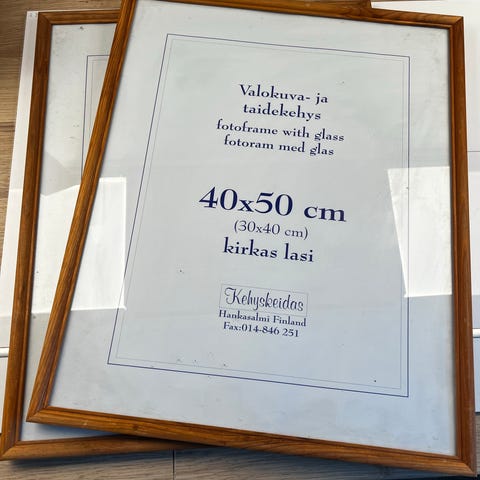 Valokuva- ja
taidekehys
fotoframe with glass
fotoram med glas
40x50 cm
(30x40 cm)
kirkas lasi
Kehyskeidas
Hankasalmi Finland
Fax:014-846 251